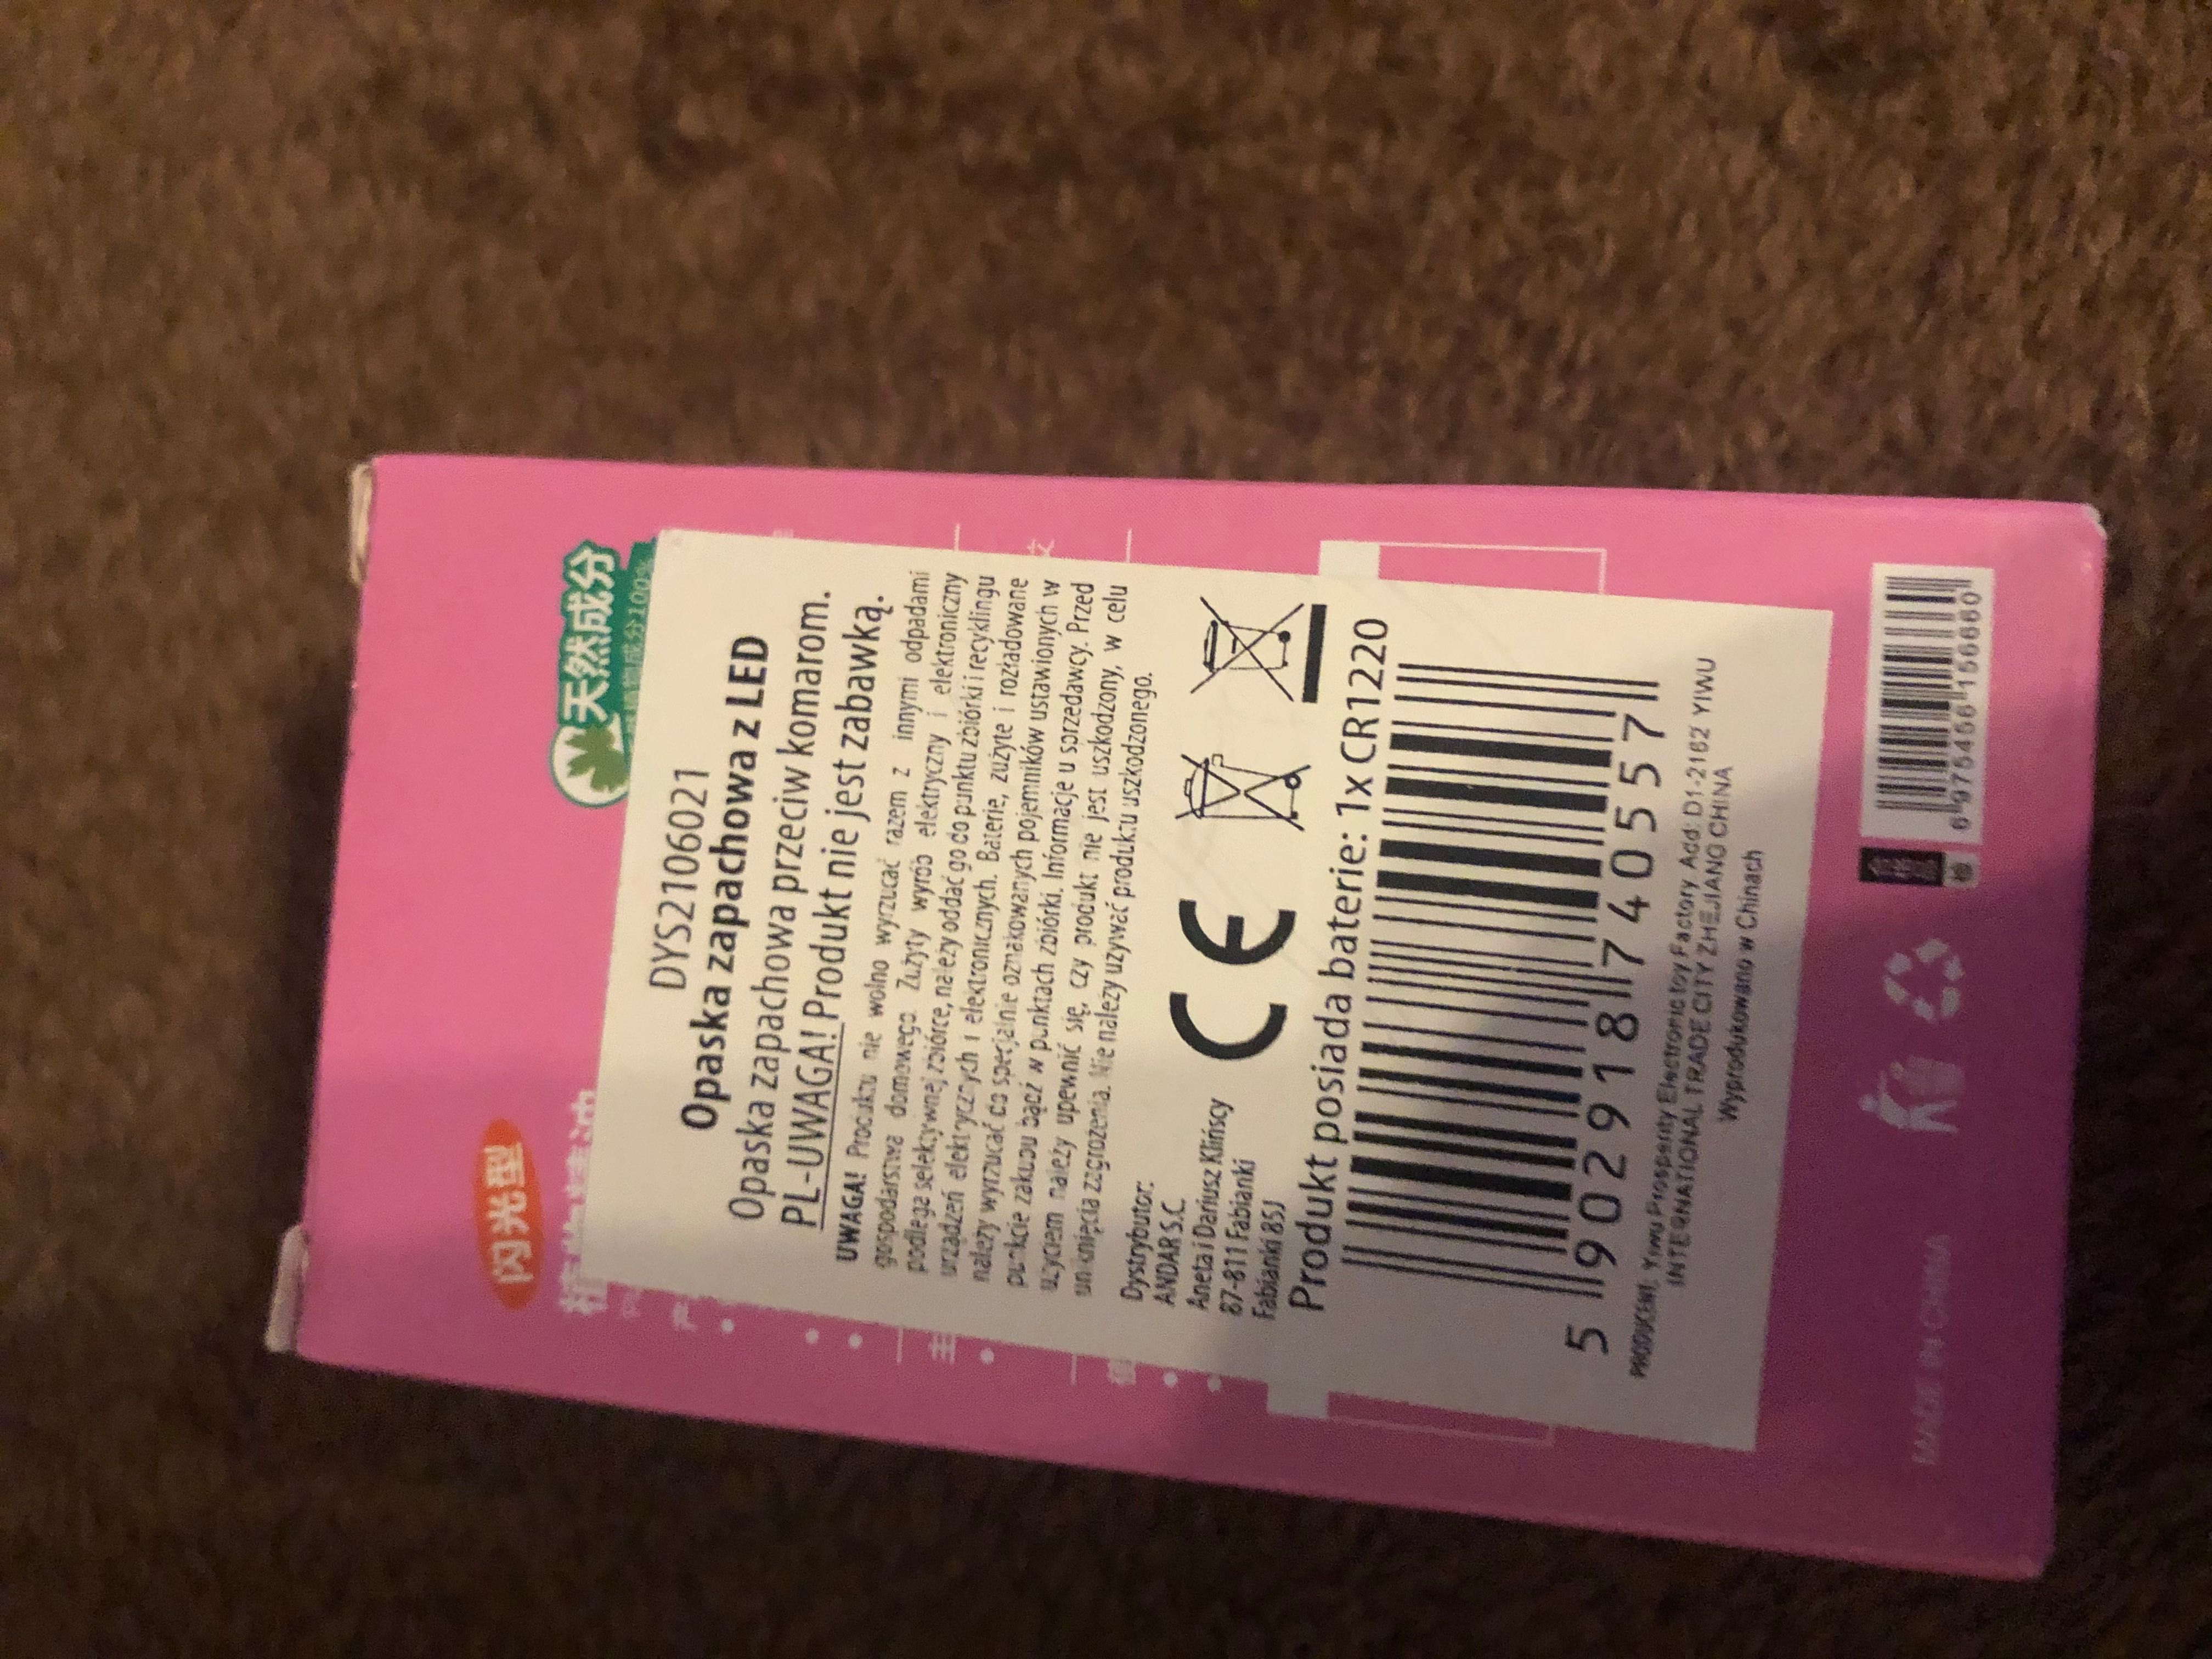 闪光型
天然成分
DYS2106021
Opaska zapachowa z LED
Opaska zapachowa przeciw komarom.
PL-UWAGA! Produkt nie jest zabawką.
UWAGA! Produktu nie wolno wyrzucać razem z innymi odpadami
gospodarstwa domowego. Zużyty wyrób elektryczny i elektroniczny
podlega selektywnej zbiórce, należy oddać go do punktu zbiórki i recyklingu
urządzeń elektrycznych i elektronicznych. Baterie, zużyte i rozładowane
należy wyrzucać do specjalnie oznakowanych pojemników ustawionych w
punkcie zakupu bądź w punktach zbiórki. Informacje u sprzedawcy. Przed
użyciem należy upewnić się, czy produkt nie jest uszkodzony, w celu
uniknięcia zagrożenia. Nie należy używać produktu uszkodzonego.
Dystrybutor:
ANDAR S.C.
Aneta i Dariusz Klińscy
87-811 Fabianki
Fabianki 85J
CE
Produkt posiada baterie: 1x CR1220
5 902918 740557
PRODUCENT: Yiwu Prosperity Electronic toy Factory Add: D1-2162 YIWU
INTERNATIONAL TRADE CITY ZHEJIANO CHINA
Wyprodukowano w Chinach
6 975456 156660
MADE IN CHINA